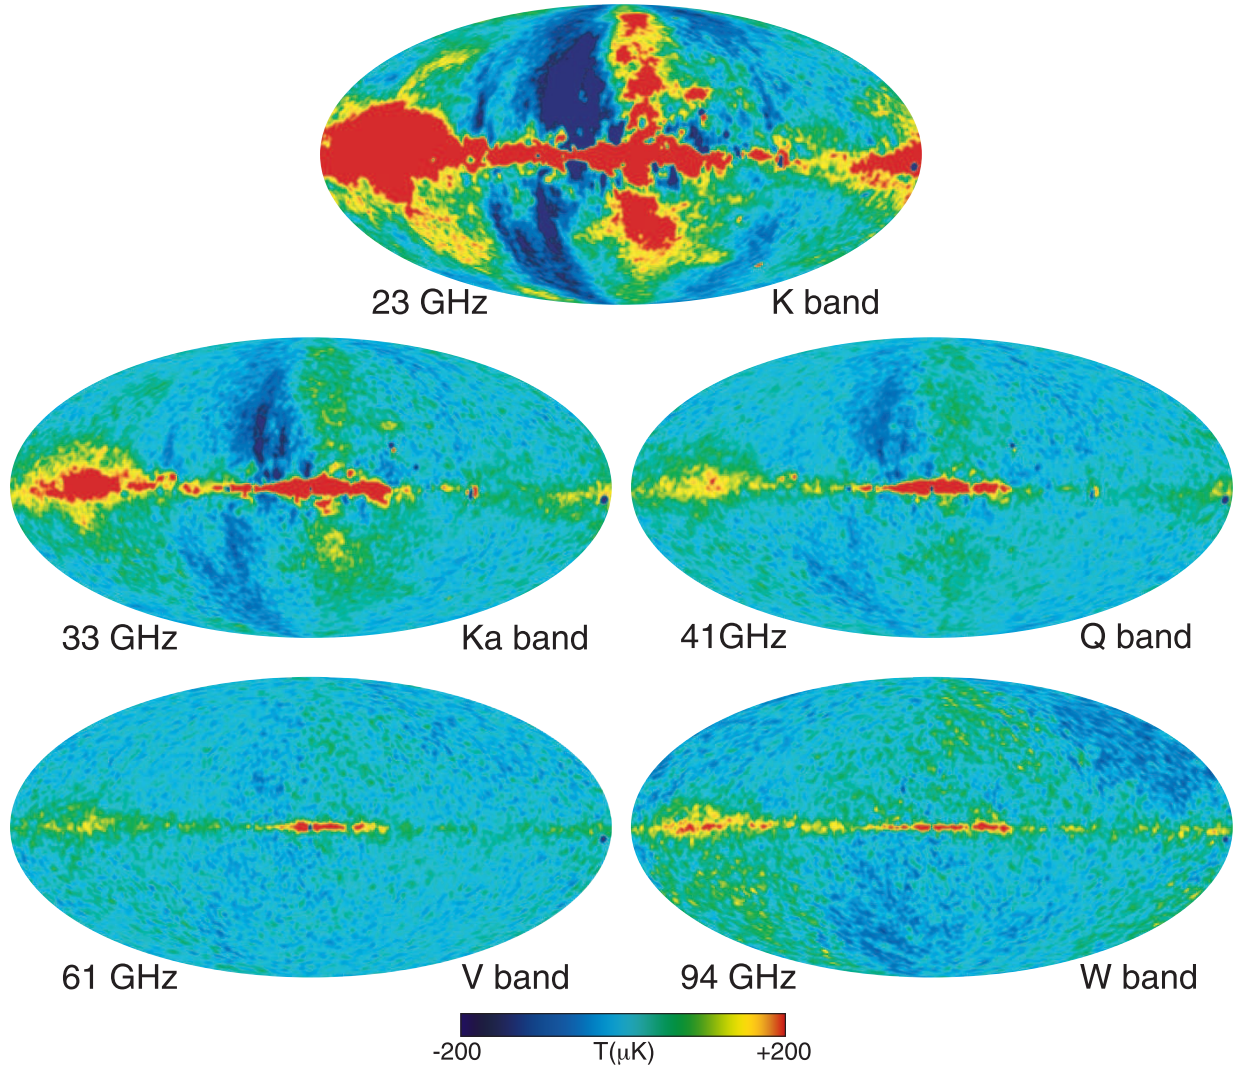 23 GHz K band
33 GHz Ka band 41GHz Q band
61 GHz V band 94 GHz W band
-200 T(μK) +200